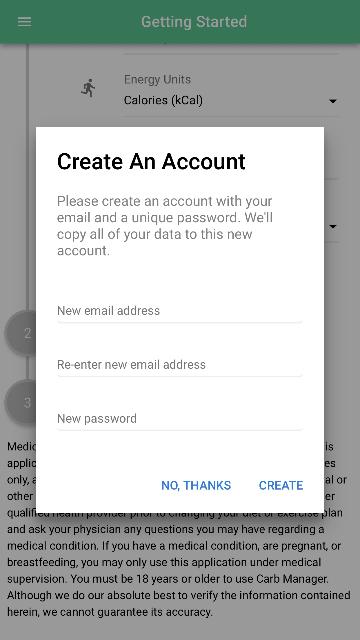 Getting Started
Energy Units
Calories (kCal)
Create An Account
Please create an account with your
email and a unique password. We'll
copy all of your data to this new
account.
New email address
Re-enter new email address
New password
NO, THANKS
CREATE
2
3
is
applic
es
only, a
al or
other
qualified health provider prior to changing your diet or exercise plan
and ask your physician any questions you may have regarding a
medical condition. If you have a medical condition, are pregnant, or
breastfeeding, you may only use this application under medical
supervision. You must be 18 years or older to use Carb Manager.
Although we do our absolute best to verify the information contained
herein, we cannot guarantee its accuracy.